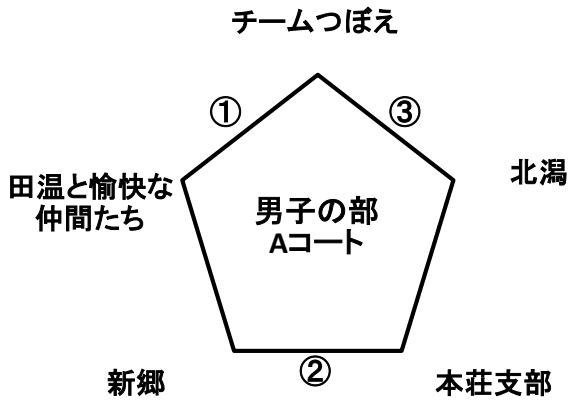 チームつぼえ
①
③
田温と愉快な
仲間たち
北潟
男子の部
Aコート
②
新郷
本荘支部